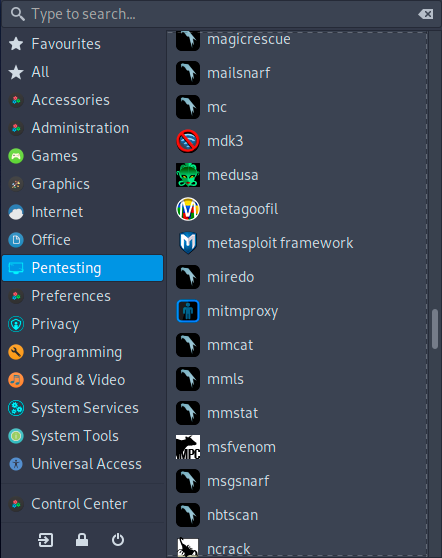 Type to search...
Favourites
All
Accessories
Administration
Games
Graphics
Internet
Office
Pentesting
Preferences
Privacy
Programming
Sound & Video
System Services
System Tools
Universal Access
Control Center
magicrescue
mailsnarf
mc
mdk3
medusa
metagoofil
metasploit framework
miredo
mitmproxy
mmcat
mmls
mmstat
MPC
msfvenom
msgsnarf
nbtscan
ncrack